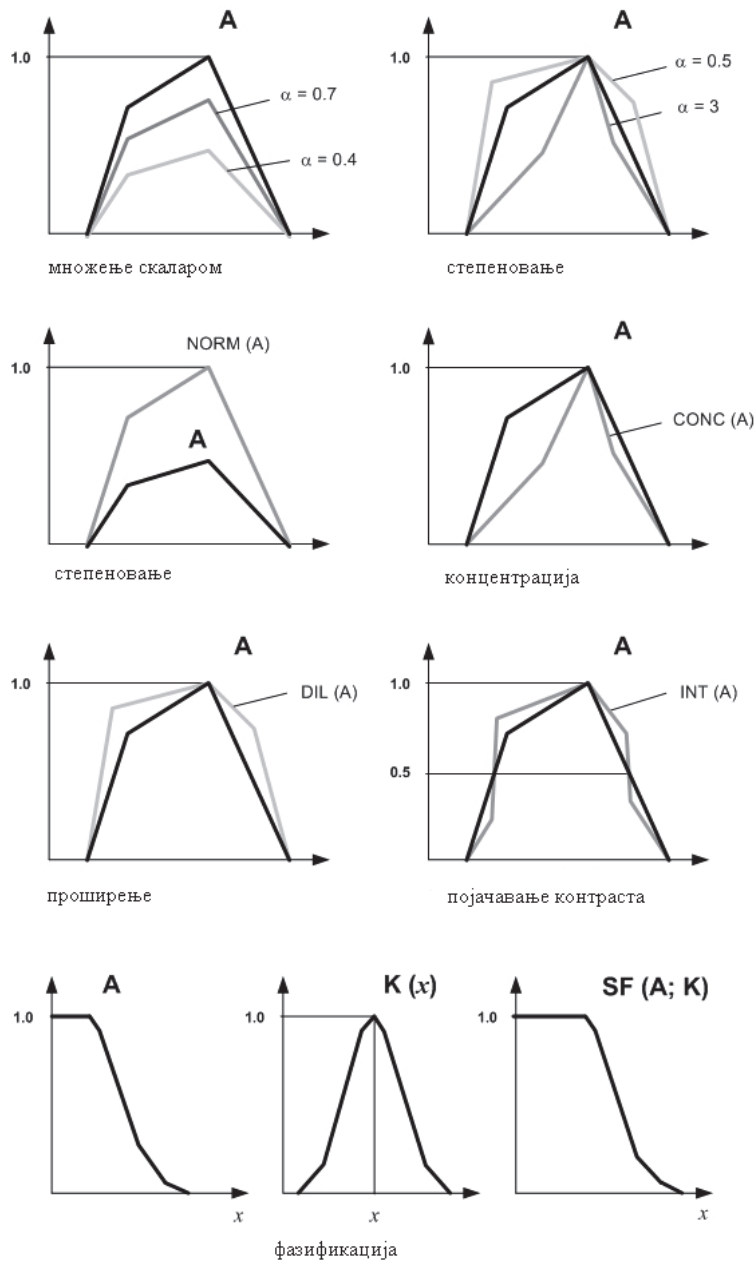 A
1.0
α = 0.7
α = 0.4
множење скаларом
A
1.0
α = 0.5
α = 3
степеновање
NORM (A)
1.0
A
степеновање
A
1.0
CONC (A)
концентрација
A
1.0
DIL (A)
проширење
A
1.0
INT (A)
0.5
појачавање контраста
A
1.0
x
K (x)
1.0
x
SF (A; K)
1.0
x
фазификација